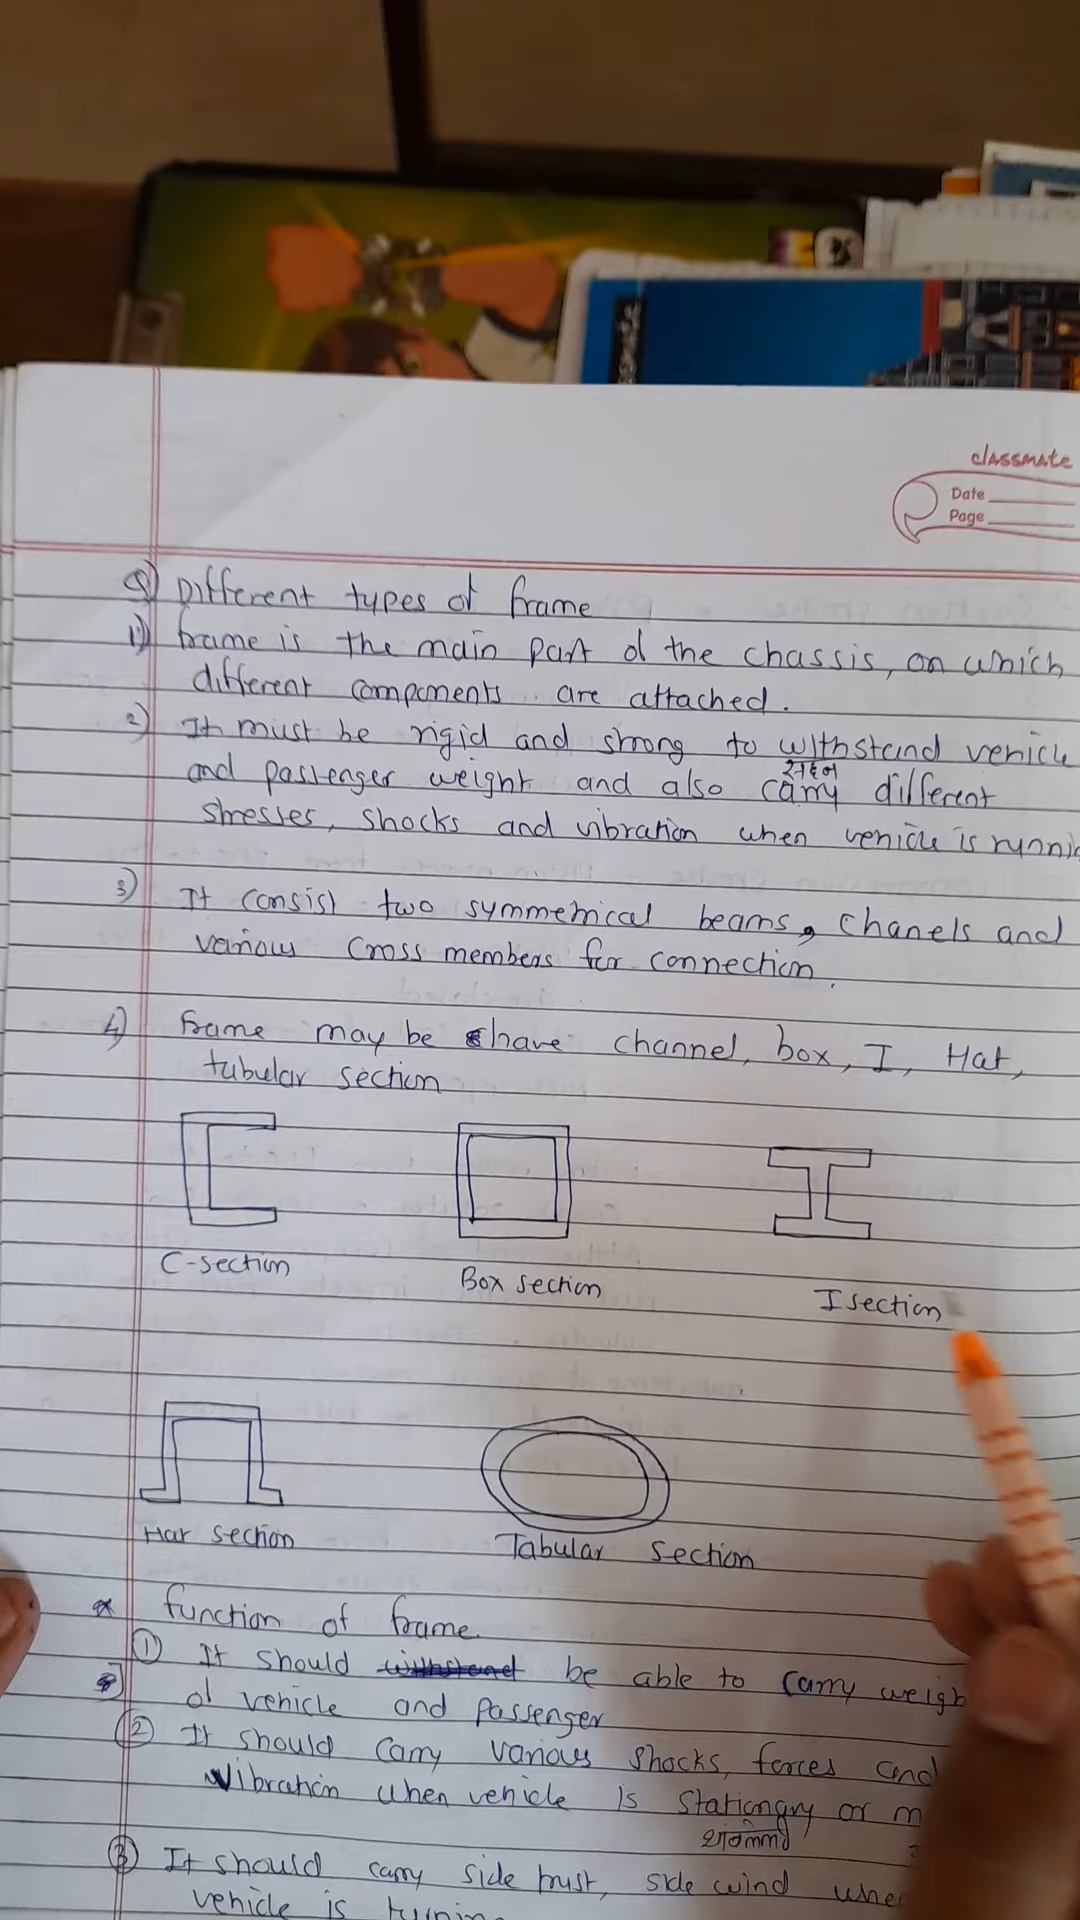 classmate
Date
Page
Q) Different types of frame
1) frame is the main part of the chassis, on which
different components are attached.
2) It must be rigid and strong to withstand vehicle
सहन
and passenger weight and also carry different
stresses, shocks and vibration when vehicle is runni
3) It consist two symmetrical beams, chanels and
various cross members for connection.
4) Frame may be have channel, box, I, Hat,
tubular section
C-section
Box section
I section
Hat section
Tabular section
* function of frame
① It should be able to carry weigh
of vehicle and passenger
② It should carry various shocks, forces and
vibration when vehicle is stationary or m
③ It should carry side trust, side wind whe
vehicle is turning